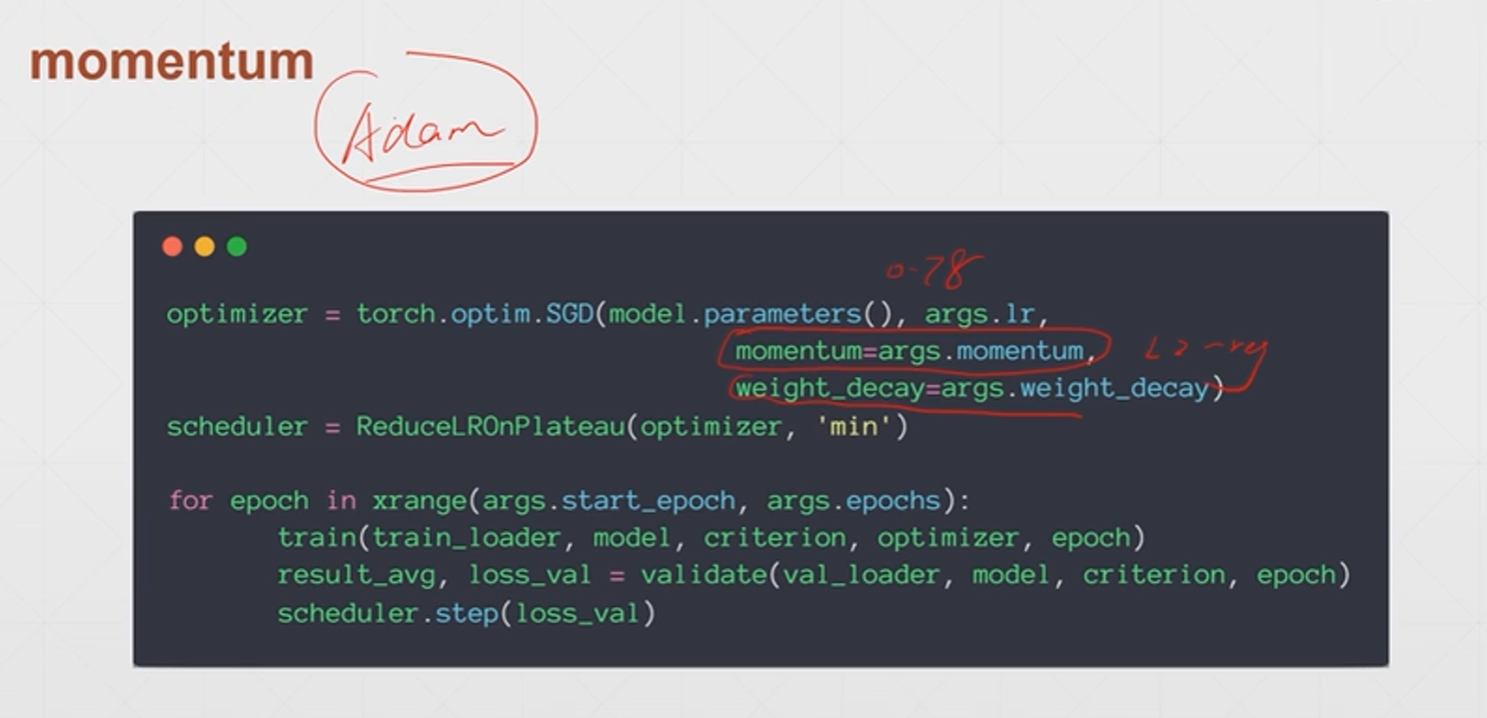 momentum
Adam
0.78
optimizer = torch.optim.SGD(model.parameters(), args.lr,
momentum=args.momentum,
L2-reg
weight_decay=args.weight_decay)
scheduler = ReduceLROnPlateau(optimizer, 'min')
for epoch in xrange(args.start_epoch, args.epochs):
train(train_loader, model, criterion, optimizer, epoch)
result_avg, loss_val = validate(val_loader, model, criterion, epoch)
scheduler.step(loss_val)